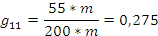 g₁₁ = 55 * m / 200 * m = 0,275